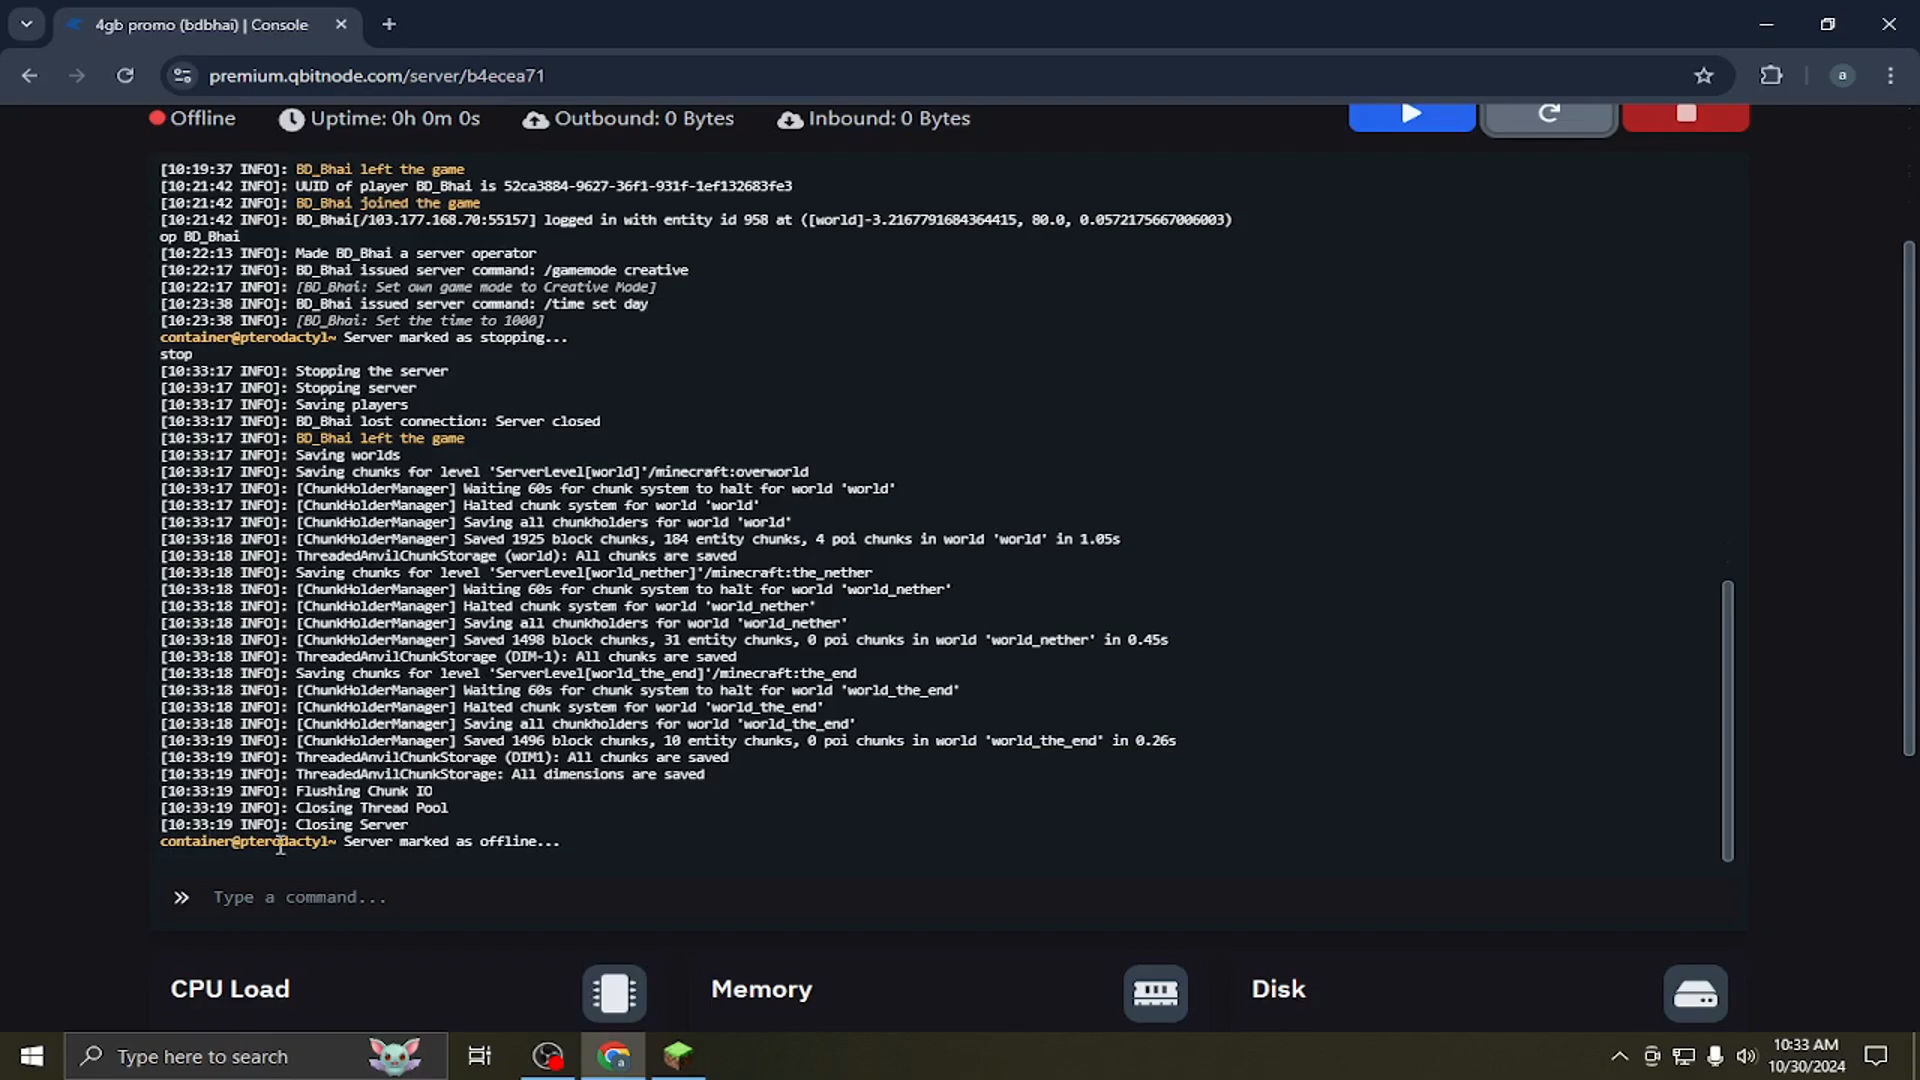 4gb promo (bdbhai) | Console
premium.qbitnode.com/server/b4ecea71
a
Offline
Uptime: 0h 0m 0s
Outbound: 0 Bytes
Inbound: 0 Bytes
[10:19:37 INFO]: BD_Bhai left the game
[10:21:42 INFO]: UUID of player BD_Bhai is 52ca3884-9627-36f1-931f-1ef132683fe3
[10:21:42 INFO]: BD_Bhai joined the game
[10:21:42 INFO]: BD_Bhai[/103.177.168.70:55157] logged in with entity id 958 at ([world]-3.2167791684364415, 80.0, 0.0572175667006003)
op BD_Bhai
[10:22:13 INFO]: Made BD_Bhai a server operator
[10:22:17 INFO]: BD_Bhai issued server command: /gamemode creative
[10:22:17 INFO]: [BD_Bhai: Set own game mode to Creative Mode]
[10:23:38 INFO]: BD_Bhai issued server command: /time set day
[10:23:38 INFO]: [BD_Bhai: Set the time to 1000]
container@pterodactyl~ Server marked as stopping...
stop
[10:33:17 INFO]: Stopping the server
[10:33:17 INFO]: Stopping server
[10:33:17 INFO]: Saving players
[10:33:17 INFO]: BD_Bhai lost connection: Server closed
[10:33:17 INFO]: BD_Bhai left the game
[10:33:17 INFO]: Saving worlds
[10:33:17 INFO]: Saving chunks for level 'ServerLevel[world]'/minecraft:overworld
[10:33:17 INFO]: [ChunkHolderManager] Waiting 60s for chunk system to halt for world 'world'
[10:33:17 INFO]: [ChunkHolderManager] Halted chunk system for world 'world'
[10:33:17 INFO]: [ChunkHolderManager] Saving all chunkholders for world 'world'
[10:33:18 INFO]: [ChunkHolderManager] Saved 1925 block chunks, 184 entity chunks, 4 poi chunks in world 'world' in 1.05s
[10:33:18 INFO]: ThreadedAnvilChunkStorage (world): All chunks are saved
[10:33:18 INFO]: Saving chunks for level 'ServerLevel[world_nether]'/minecraft:the_nether
[10:33:18 INFO]: [ChunkHolderManager] Waiting 60s for chunk system to halt for world 'world_nether'
[10:33:18 INFO]: [ChunkHolderManager] Halted chunk system for world 'world_nether'
[10:33:18 INFO]: [ChunkHolderManager] Saving all chunkholders for world 'world_nether'
[10:33:18 INFO]: [ChunkHolderManager] Saved 1498 block chunks, 31 entity chunks, 0 poi chunks in world 'world_nether' in 0.45s
[10:33:18 INFO]: ThreadedAnvilChunkStorage (DIM-1): All chunks are saved
[10:33:18 INFO]: Saving chunks for level 'ServerLevel[world_the_end]'/minecraft:the_end
[10:33:18 INFO]: [ChunkHolderManager] Waiting 60s for chunk system to halt for world 'world_the_end'
[10:33:18 INFO]: [ChunkHolderManager] Halted chunk system for world 'world_the_end'
[10:33:18 INFO]: [ChunkHolderManager] Saving all chunkholders for world 'world_the_end'
[10:33:19 INFO]: [ChunkHolderManager] Saved 1496 block chunks, 10 entity chunks, 0 poi chunks in world 'world_the_end' in 0.26s
[10:33:19 INFO]: ThreadedAnvilChunkStorage (DIM1): All chunks are saved
[10:33:19 INFO]: ThreadedAnvilChunkStorage: All dimensions are saved
[10:33:19 INFO]: Flushing Chunk IO
[10:33:19 INFO]: Closing Thread Pool
[10:33:19 INFO]: Closing Server
container@pterodactyl~ Server marked as offline...
Type a command...
CPU Load
Memory
Disk
Type here to search
10:33 AM
10/30/2024